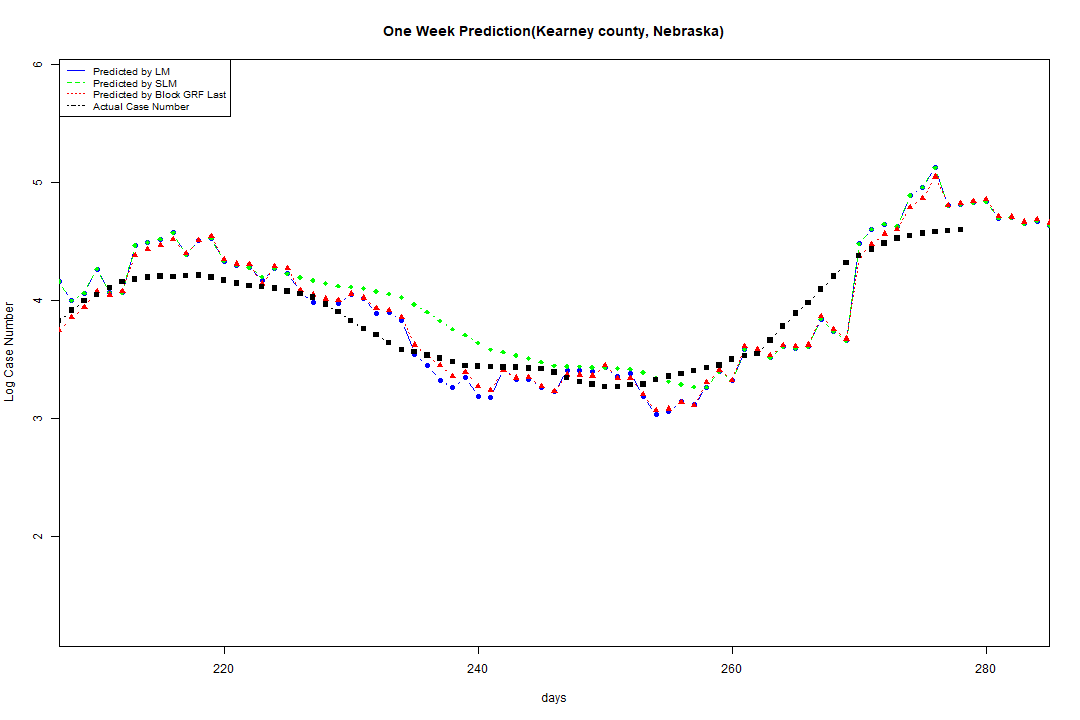 One Week Prediction(Kearney county, Nebraska)
Predicted by LM
Predicted by SLM
Predicted by Block GRF Last
Actual Case Number
Log Case Number
6
5
4
3
2
220 240 260 280
days